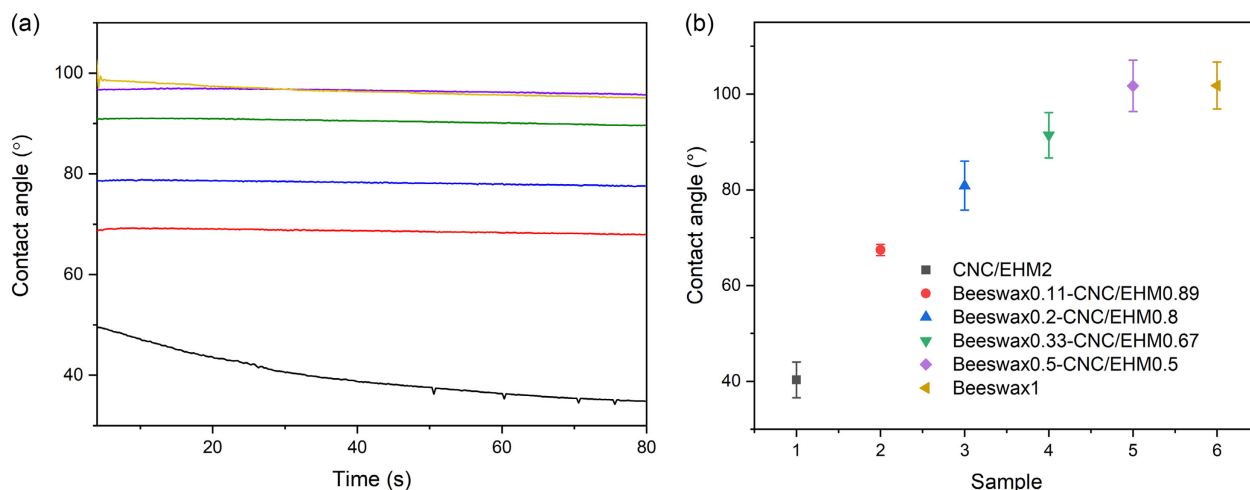 (a)
Contact angle (°)
100
80
60
40
20
40
60
80
Time (s)
(b)
Contact angle (°)
100
80
60
40
CNC/EHM2
Beeswax0.11-CNC/EHM0.89
Beeswax0.2-CNC/EHM0.8
Beeswax0.33-CNC/EHM0.67
Beeswax0.5-CNC/EHM0.5
Beeswax1
1
2
3
4
5
6
Sample